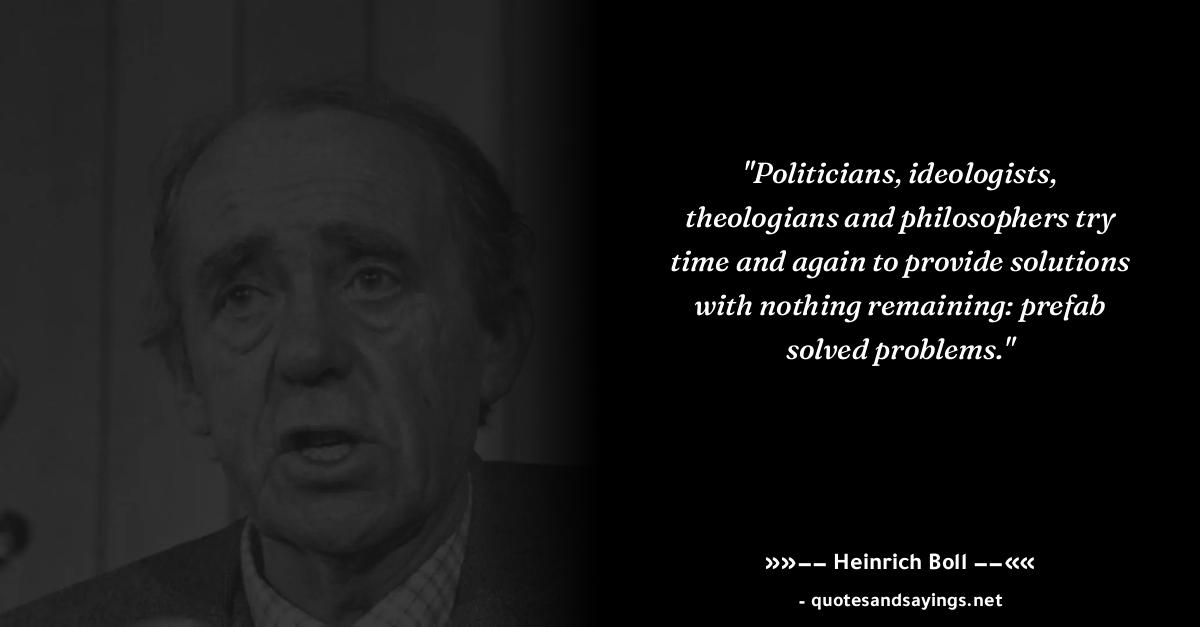 "Politicians, ideologists,
theologians and philosophers try
time and again to provide solutions
with nothing remaining: prefab
solved problems."
»»–– Heinrich Boll ––««
- quotesandsayings.net